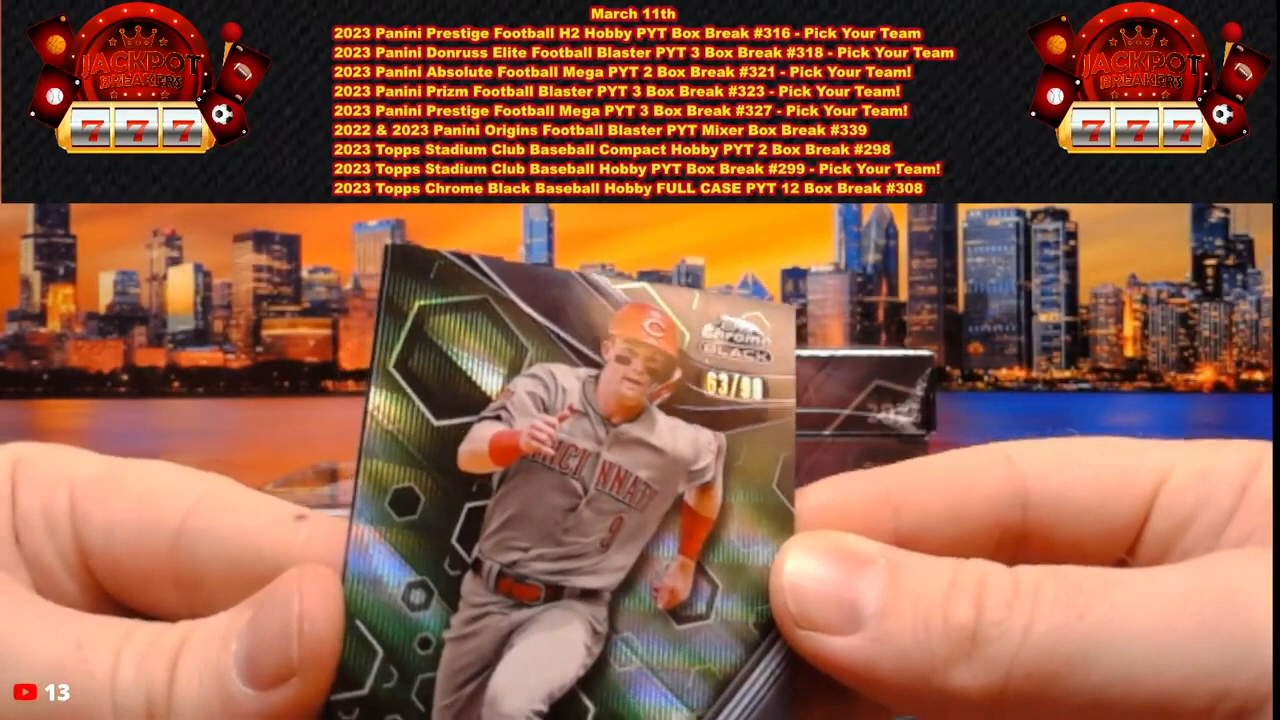 March 11th
2023 Panini Prestige Football H2 Hobby PYT Box Break #316 - Pick Your Team
2023 Panini Donruss Elite Football Blaster PYT 3 Box Break #318 - Pick Your Team
2023 Panini Absolute Football Mega PYT 2 Box Break #321 - Pick Your Team!
2023 Panini Prizm Football Blaster PYT 3 Box Break #323 - Pick Your Team!
2023 Panini Prestige Football Mega PYT 3 Box Break #327 - Pick Your Team!
2022 & 2023 Panini Origins Football Blaster PYT Mixer Box Break #339
2023 Topps Stadium Club Baseball Compact Hobby PYT 2 Box Break #298
2023 Topps Stadium Club Baseball Hobby PYT Box Break #299 - Pick Your Team!
2023 Topps Chrome Black Baseball Hobby FULL CASE PYT 12 Box Break #308
JACKPOT
BREAKERS
7 7 7
JACKPOT
BREAKERS
7 7 7
C
Chrome
BLACK
CINCINNATI
9
13